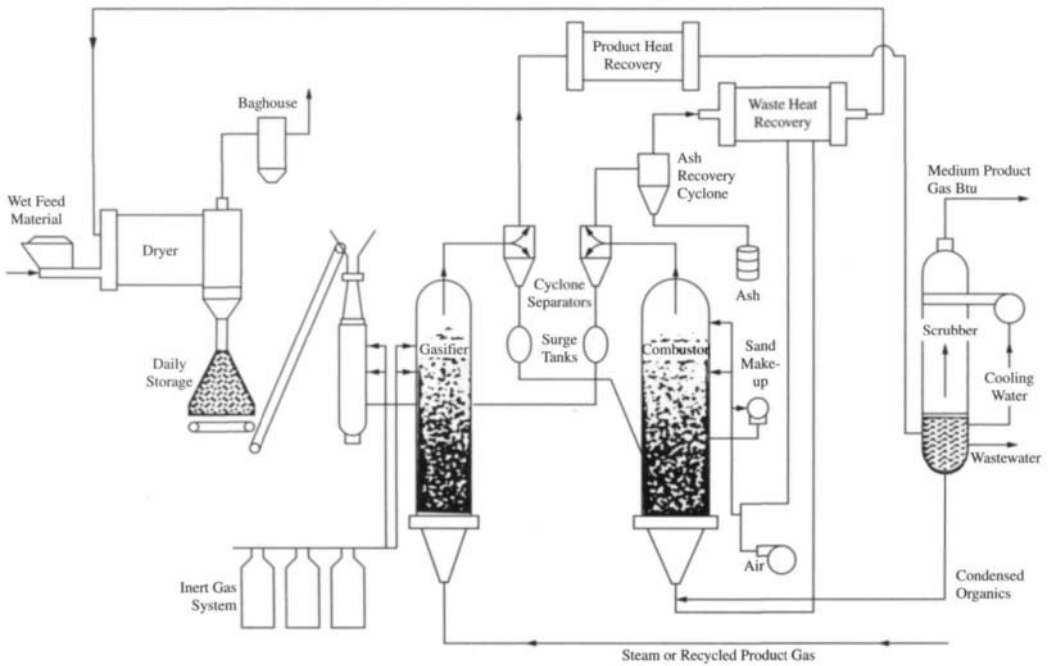 Product Heat
Recovery
Baghouse
Waste Heat
Recovery
Ash
Recovery
Cyclone
Medium Product
Gas Btu
Wet Feed
Material
Dryer
Ash
Cyclone
Separators
Scrubber
Gasifier
Surge
Tanks
Combustor
Sand
Make-
up
Daily
Storage
Cooling
Water
Wastewater
Air
Inert Gas
System
Condensed
Organics
Steam or Recycled Product Gas